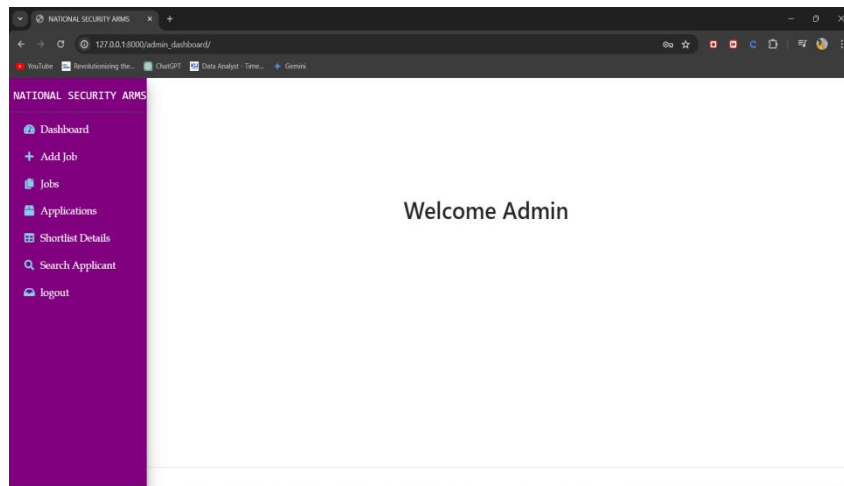 NATIONAL SECURITY ARMS
127.0.0.1:8000/admin_dashboard/
YouTube Revolutionizing the... ChatGPT Data Analyst - Time... Gemini
NATIONAL SECURITY ARMS
Dashboard
Add Job
Jobs
Applications
Shortlist Details
Search Applicant
logout
Welcome Admin